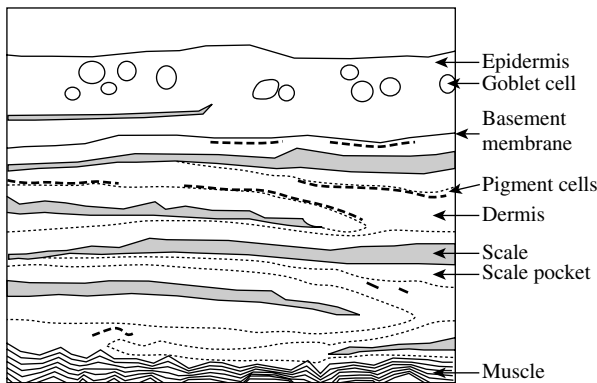 Epidermis
Goblet cell
Basement
membrane
Pigment cells
Dermis
Scale
Scale pocket
Muscle